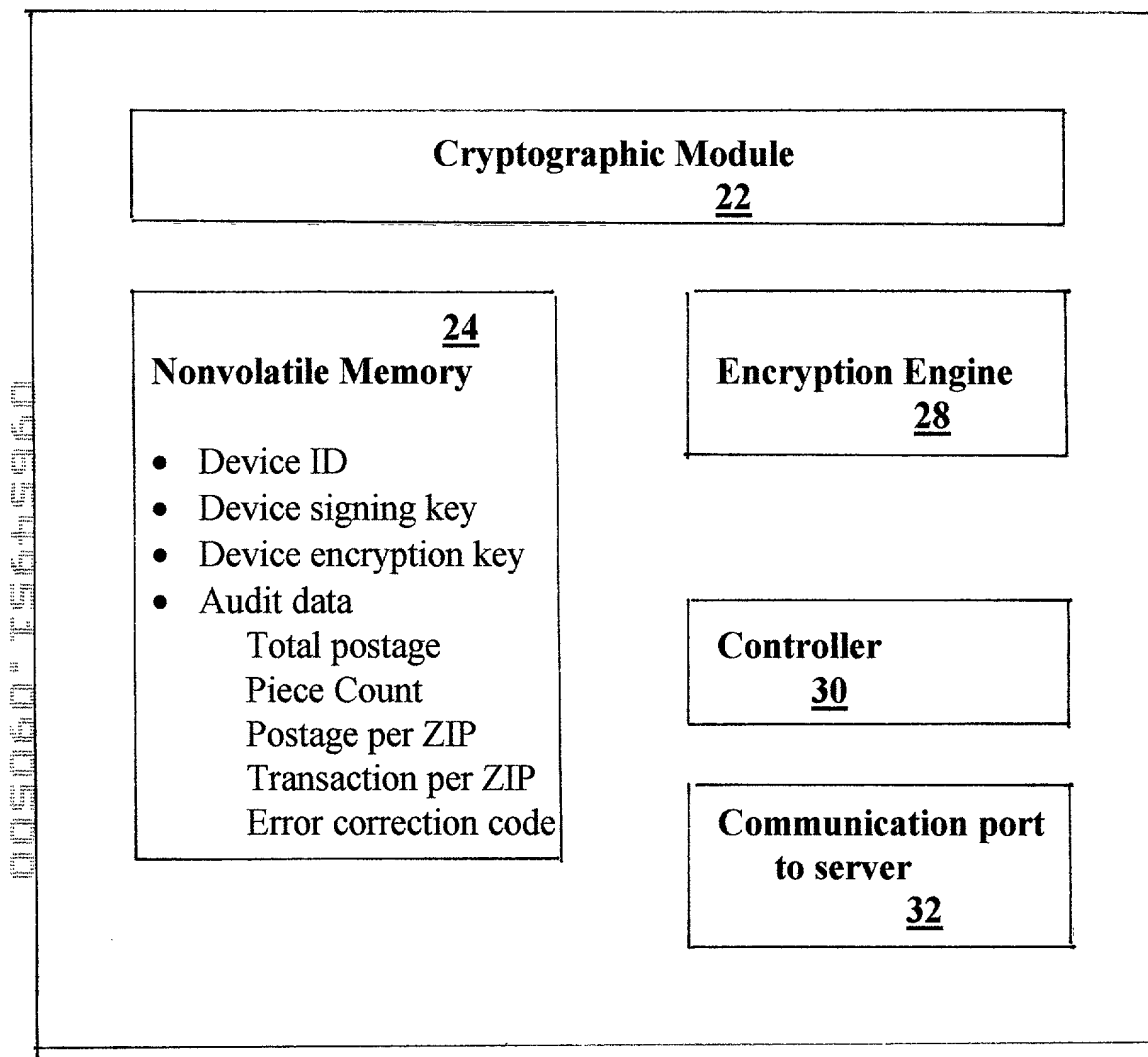 Cryptographic Module
22
24
Nonvolatile Memory
• Device ID
• Device signing key
• Device encryption key
• Audit data
Total postage
Piece Count
Postage per ZIP
Transaction per ZIP
Error correction code
Encryption Engine
28
Controller
30
Communication port
to server
32